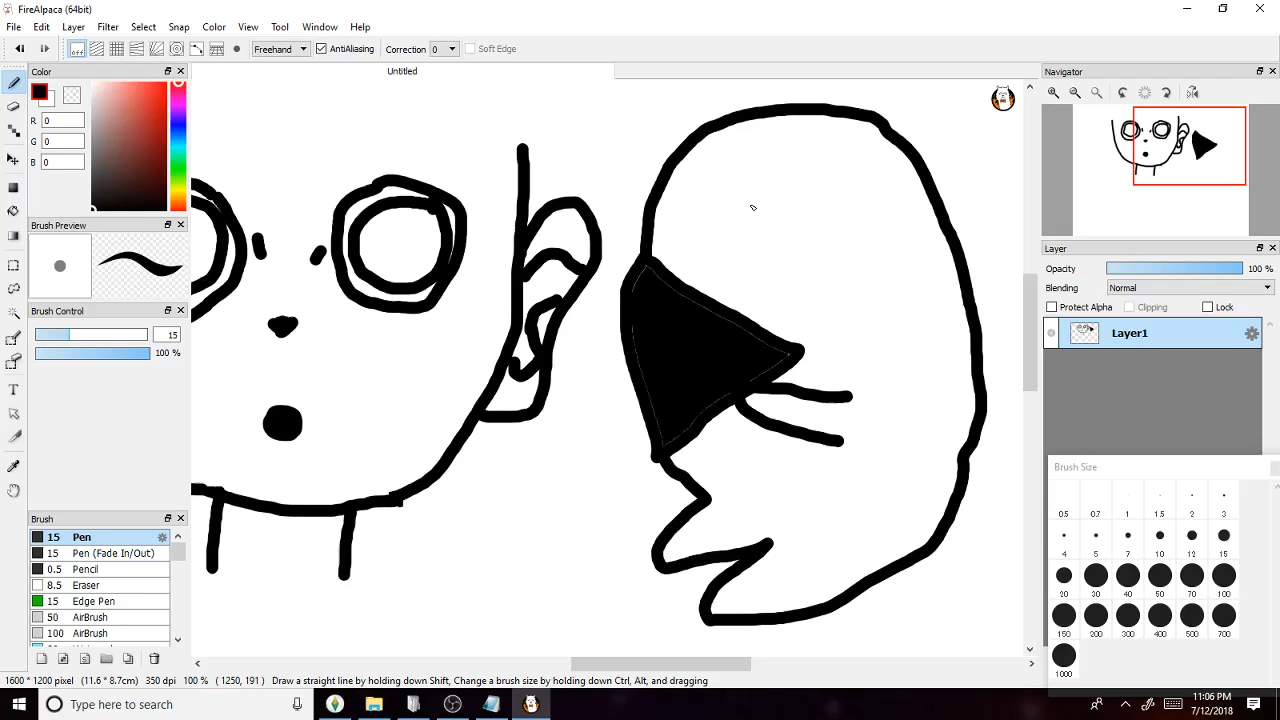 FireAlpaca (64bit)
File Edit Layer Filter Select Snap Color View Tool Window Help
off Freehand AntiAliasing Correction 0 Soft Edge
Color
Untitled
Navigator
R 0
G 0
B 0
Brush Preview
Brush Control
15
100 %
Layer
Opacity 100 %
Blending Normal
Protect Alpha Clipping Lock
Layer1
Brush Size
0.5 0.7 1 1.5 2 3
4 5 7 10 12 15
20 30 40 50 70 100
150 200 300 400 500 700
1000
Brush
15 Pen
15 Pen (Fade In/Out)
0.5 Pencil
8.5 Eraser
15 Edge Pen
50 AirBrush
100 AirBrush
1600 * 1200 pixel (11.6 * 8.7cm) 350 dpi 100 % ( 1250, 191 ) Draw a straight line by holding down Shift, Change a brush size by holding down Ctrl, Alt, and dragging
Type here to search
11:06 PM
7/12/2018